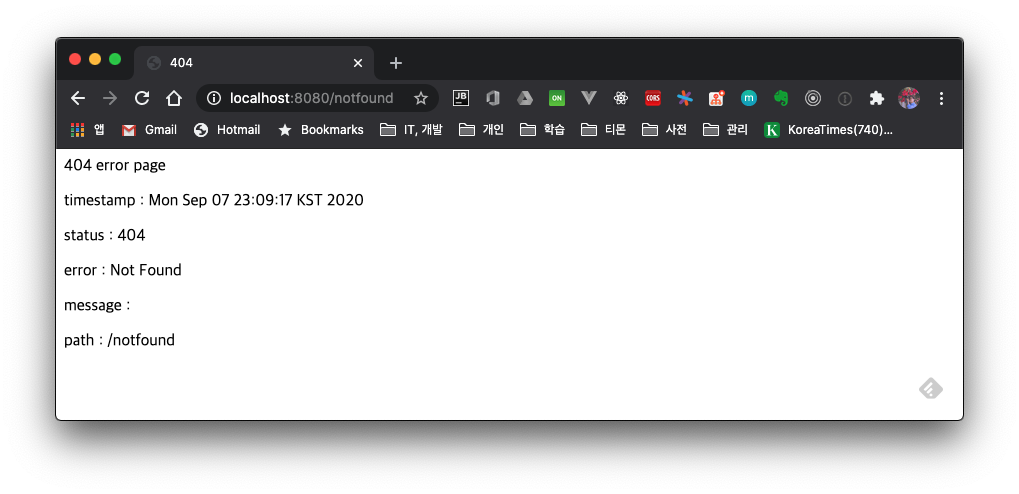 404
localhost:8080/notfound
JB ON CORS m
앱 Gmail Hotmail Bookmarks IT, 개발 개인 학습 티몬 사전 관리 K KoreaTimes(740)...
404 error page
timestamp : Mon Sep 07 23:09:17 KST 2020
status : 404
error : Not Found
message :
path : /notfound